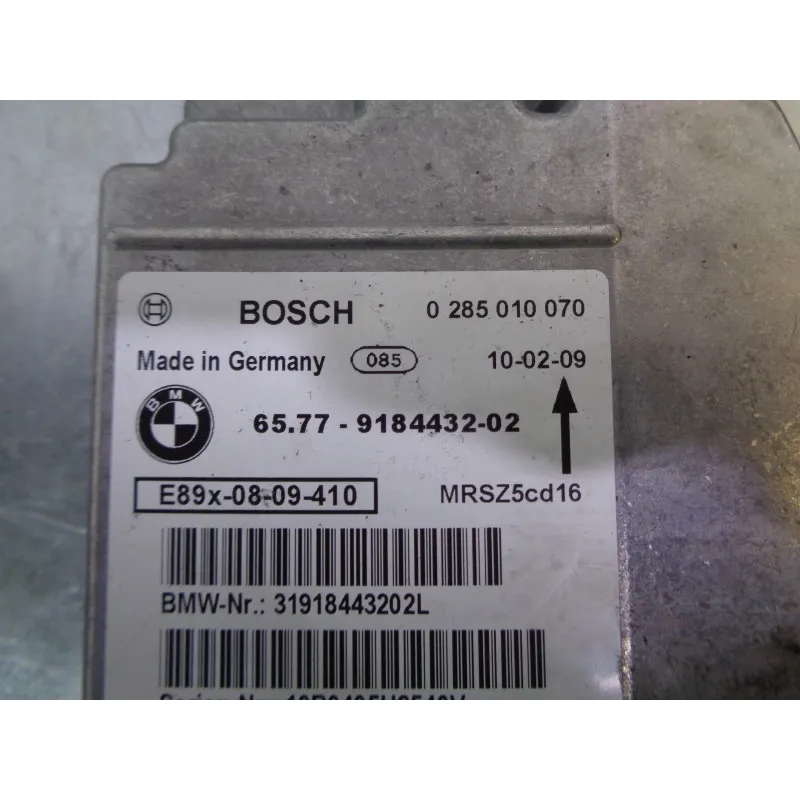 BOSCH 0 285 010 070
Made in Germany 085 10-02-09
BMW 65.77 - 9184432-02
E89x-08-09-410 MRSZ5cd16
BMW-Nr.: 31918443202L